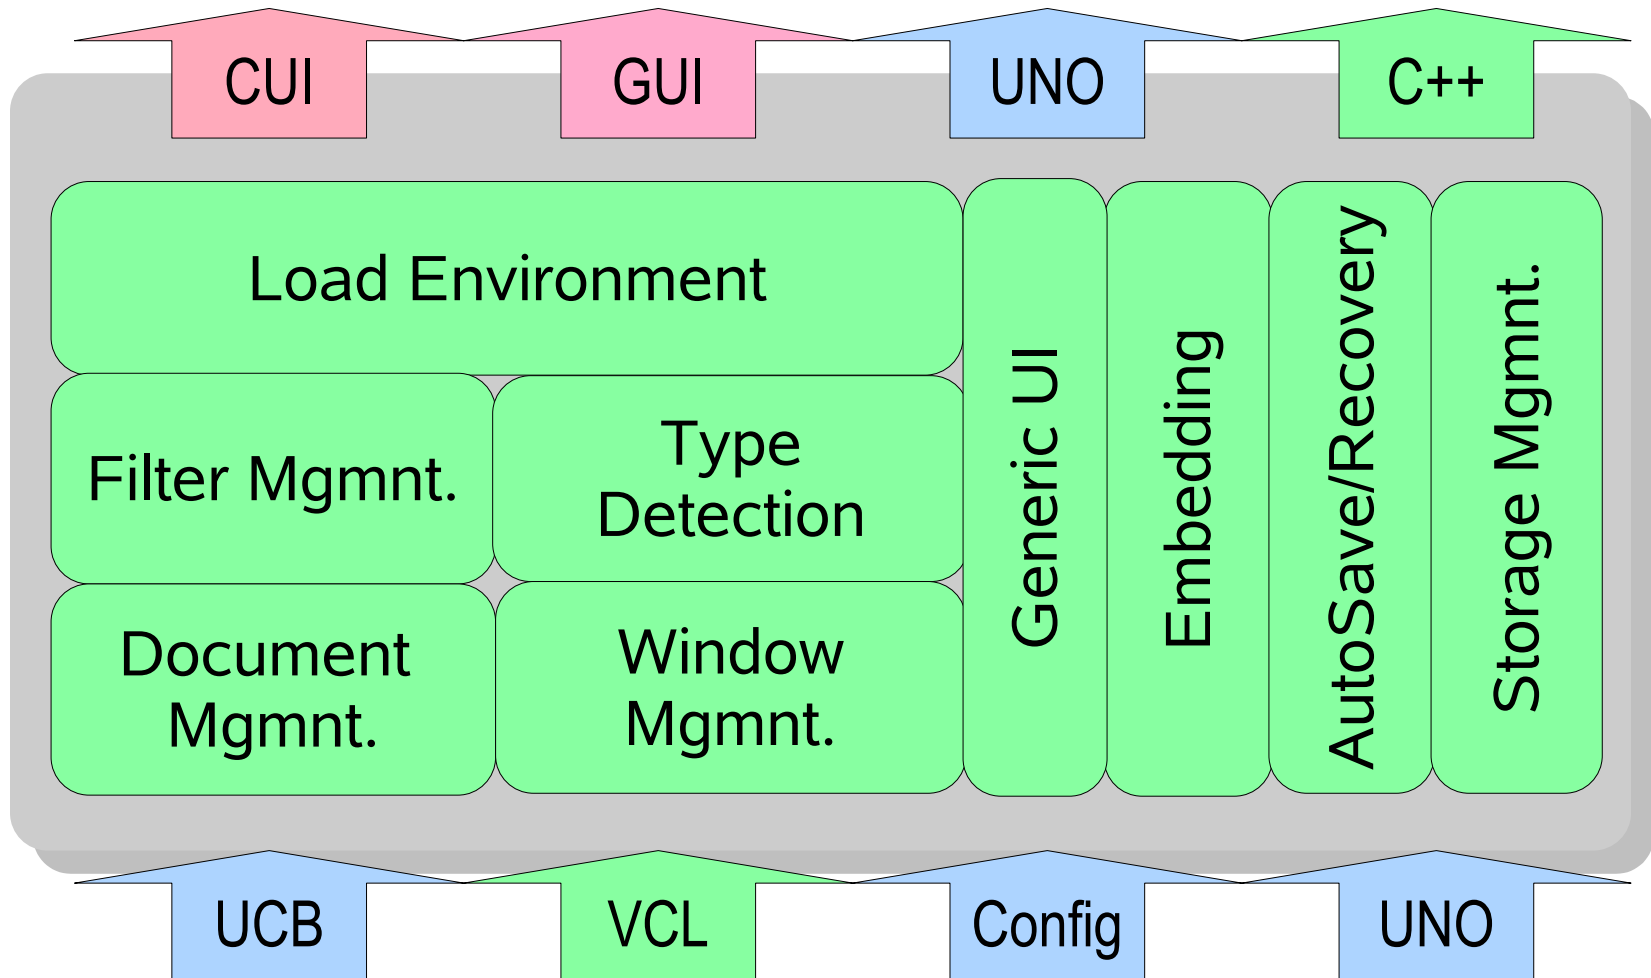 CUI
GUI
UNO
C++
Load Environment
Filter Mgmnt.
Type
Detection
Document
Mgmnt.
Window
Mgmnt.
Generic UI
Embedding
AutoSave/Recovery
Storage Mgmnt.
UCB
VCL
Config
UNO